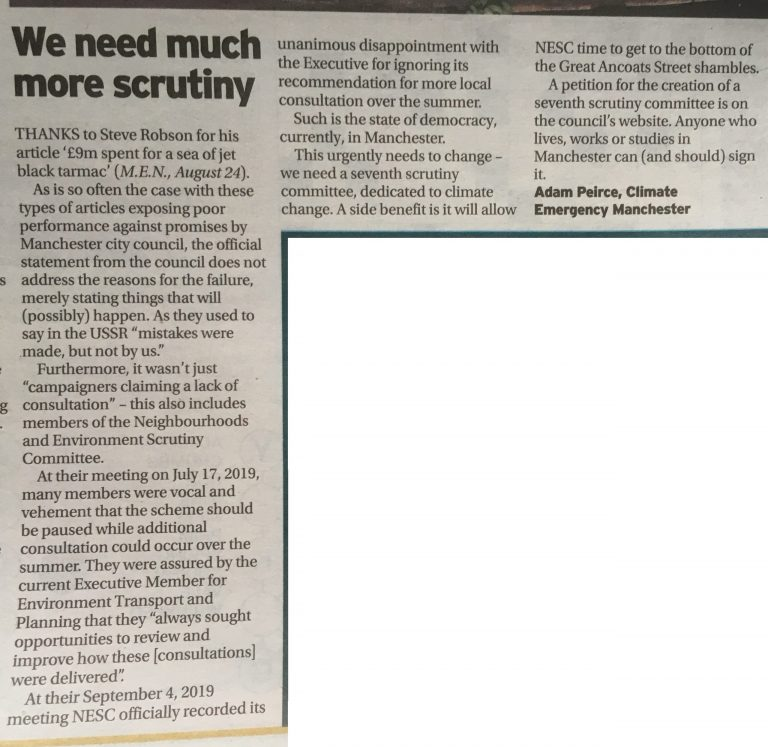 We need much
more scrutiny
THANKS to Steve Robson for his
article ‘£9m spent for a sea of jet
black tarmac’ (M.E.N., August 24).
As is so often the case with these
types of articles exposing poor
performance against promises by
Manchester city council, the official
statement from the council does not
address the reasons for the failure,
merely stating things that will
(possibly) happen. As they used to
say in the USSR “mistakes were
made, but not by us.”
Furthermore, it wasn’t just
“campaigners claiming a lack of
consultation” – this also includes
members of the Neighbourhoods
and Environment Scrutiny
Committee.
At their meeting on July 17, 2019,
many members were vocal and
vehement that the scheme should
be paused while additional
consultation could occur over the
summer. They were assured by the
current Executive Member for
Environment Transport and
Planning that they “always sought
opportunities to review and
improve how these [consultations]
were delivered”.
At their September 4, 2019
meeting NESC officially recorded its
unanimous disappointment with
the Executive for ignoring its
recommendation for more local
consultation over the summer.
Such is the state of democracy,
currently, in Manchester.
This urgently needs to change –
we need a seventh scrutiny
committee, dedicated to climate
change. A side benefit is it will allow
NESC time to get to the bottom of
the Great Ancoats Street shambles.
A petition for the creation of a
seventh scrutiny committee is on
the council’s website. Anyone who
lives, works or studies in
Manchester can (and should) sign
it.
Adam Peirce, Climate
Emergency Manchester